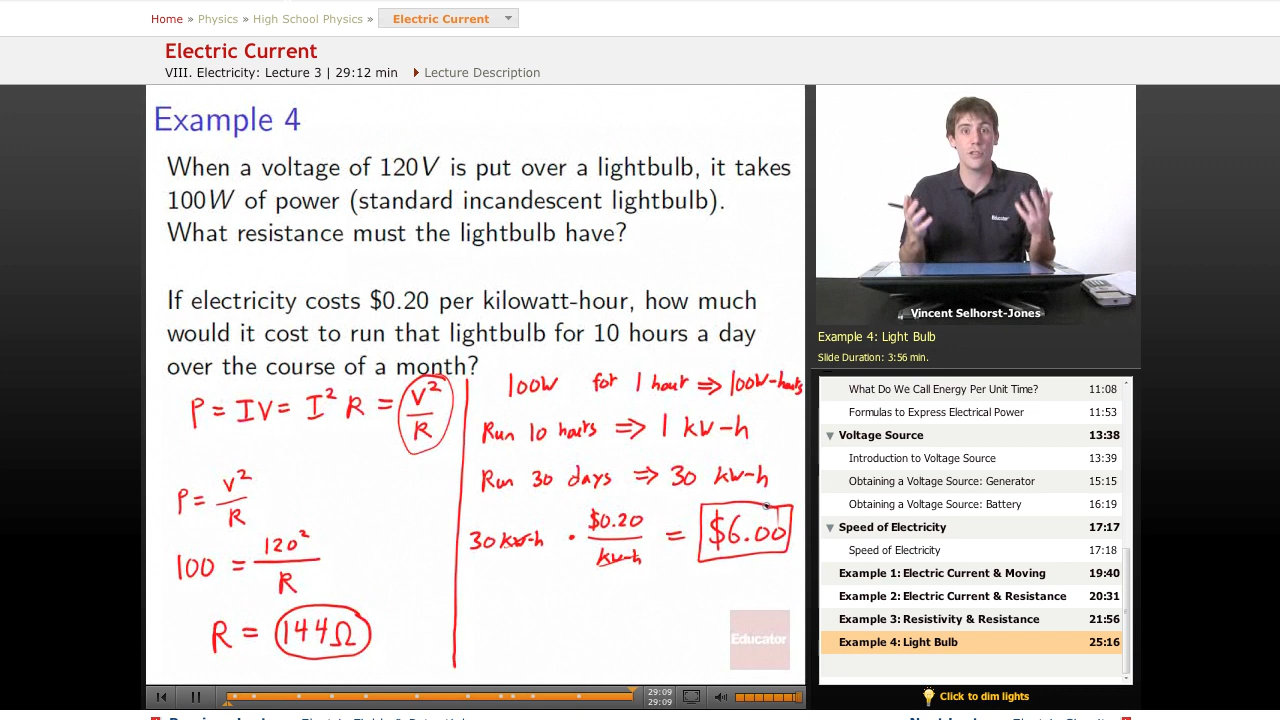 Home » Physics » High School Physics » Electric Current
Electric Current
VIII. Electricity: Lecture 3 | 29:12 min Lecture Description
Example 4
When a voltage of 120V is put over a lightbulb, it takes
100W of power (standard incandescent lightbulb).
What resistance must the lightbulb have?
If electricity costs $0.20 per kilowatt-hour, how much
would it cost to run that lightbulb for 10 hours a day
over the course of a month?
P = IV = I² R = V²/R
P = V²/R
100 = 120²/R
R = 144Ω
100W for 1 hour ⇒ 100W-hours
Run 10 hours ⇒ 1 kW-h
Run 30 days ⇒ 30 kW-h
30 kw-h · $0.20/kw-h = $6.00
Educator
29:09
29:09
Educator
Vincent Selhorst-Jones
Example 4: Light Bulb
Slide Duration: 3:56 min.
What Do We Call Energy Per Unit Time? 11:08
Formulas to Express Electrical Power 11:53
Voltage Source 13:38
Introduction to Voltage Source 13:39
Obtaining a Voltage Source: Generator 15:15
Obtaining a Voltage Source: Battery 16:19
Speed of Electricity 17:17
Speed of Electricity 17:18
Example 1: Electric Current & Moving 19:40
Example 2: Electric Current & Resistance 20:31
Example 3: Resistivity & Resistance 21:56
Example 4: Light Bulb 25:16
Click to dim lights